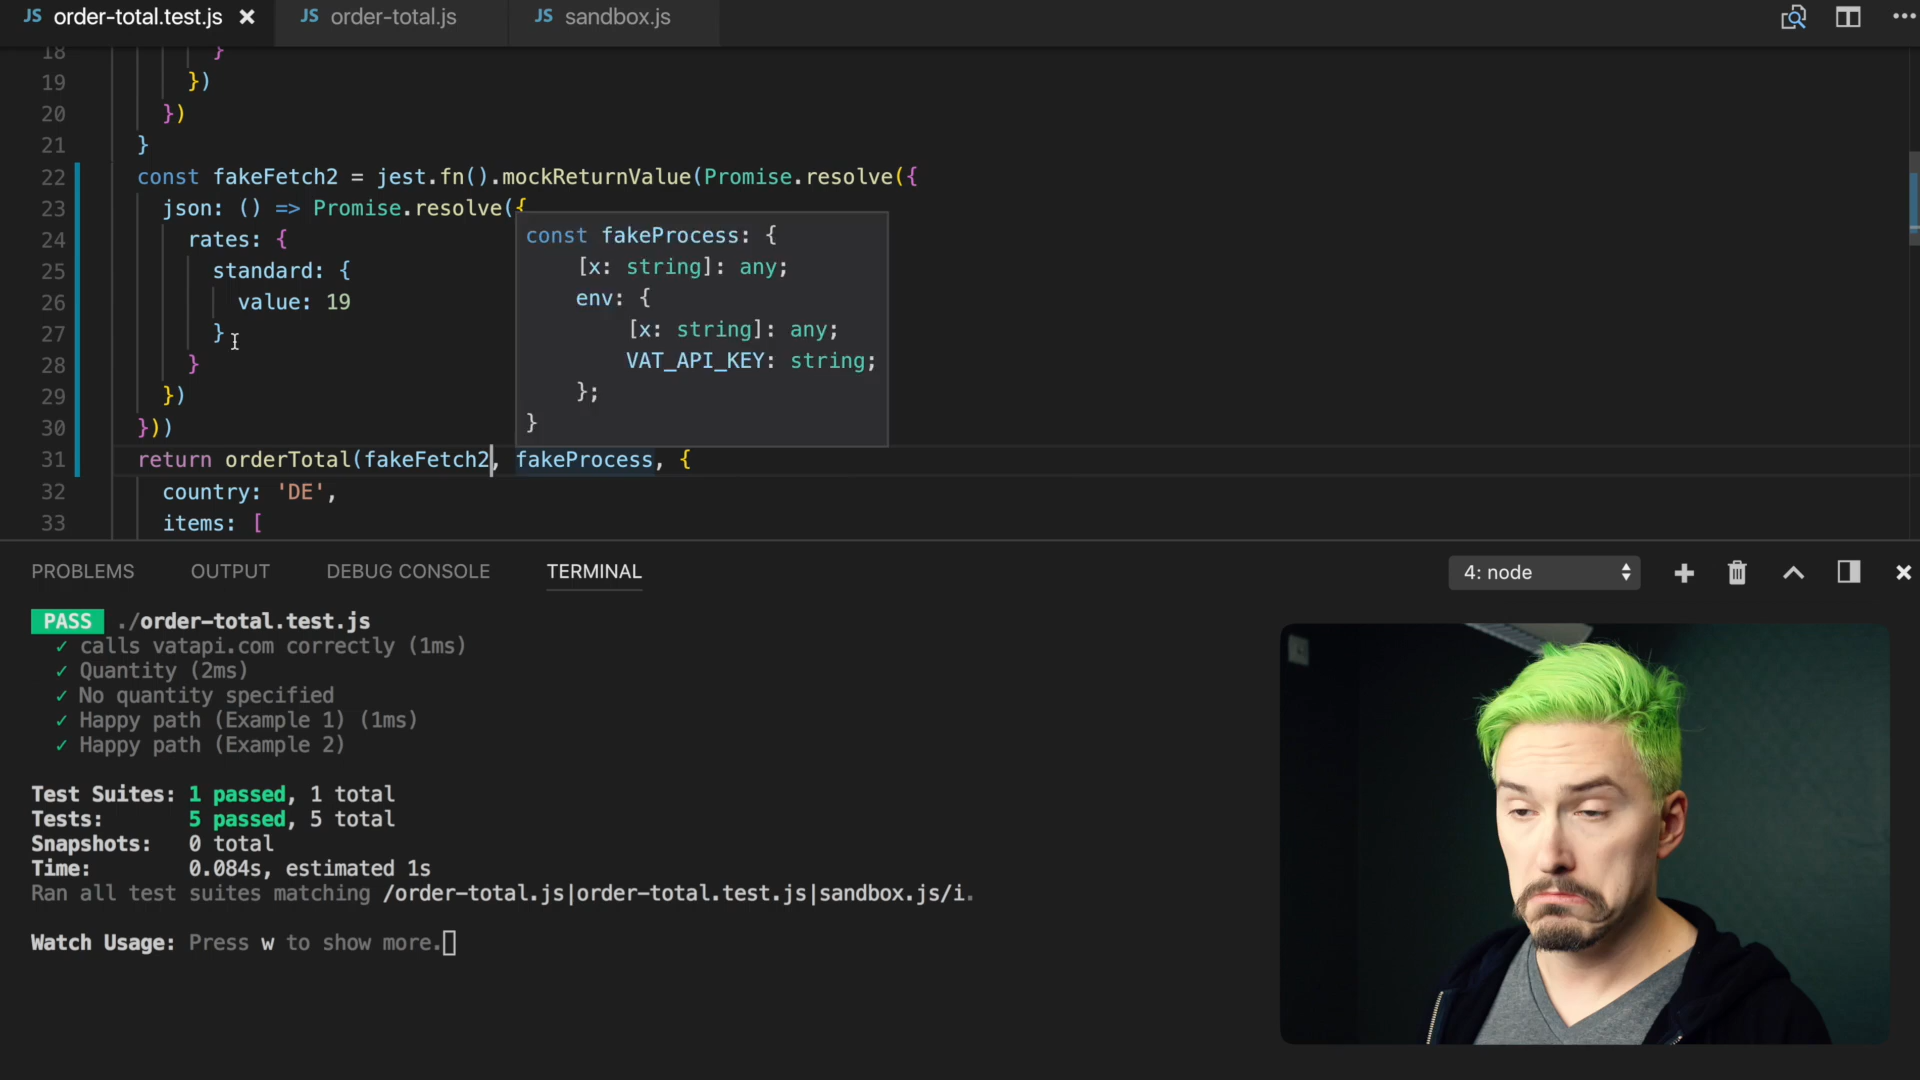 JS order-total.test.js
JS order-total.js
JS sandbox.js
18 }
19 })
20 })
21 }
22 const fakeFetch2 = jest.fn().mockReturnValue(Promise.resolve({
23 json: () => Promise.resolve({
24 rates: {
25 standard: {
26 value: 19
27 }
28 }
29 })
30 }))
31 return orderTotal(fakeFetch2, fakeProcess, {
32 country: 'DE',
33 items: [
const fakeProcess: {
[x: string]: any;
env: {
[x: string]: any;
VAT_API_KEY: string;
};
}
PROBLEMS OUTPUT DEBUG CONSOLE TERMINAL 4: node
PASS ./order-total.test.js
✓ calls vatapi.com correctly (1ms)
✓ Quantity (2ms)
✓ No quantity specified
✓ Happy path (Example 1) (1ms)
✓ Happy path (Example 2)
Test Suites: 1 passed, 1 total
Tests: 5 passed, 5 total
Snapshots: 0 total
Time: 0.084s, estimated 1s
Ran all test suites matching /order-total.js|order-total.test.js|sandbox.js/i.
Watch Usage: Press w to show more.